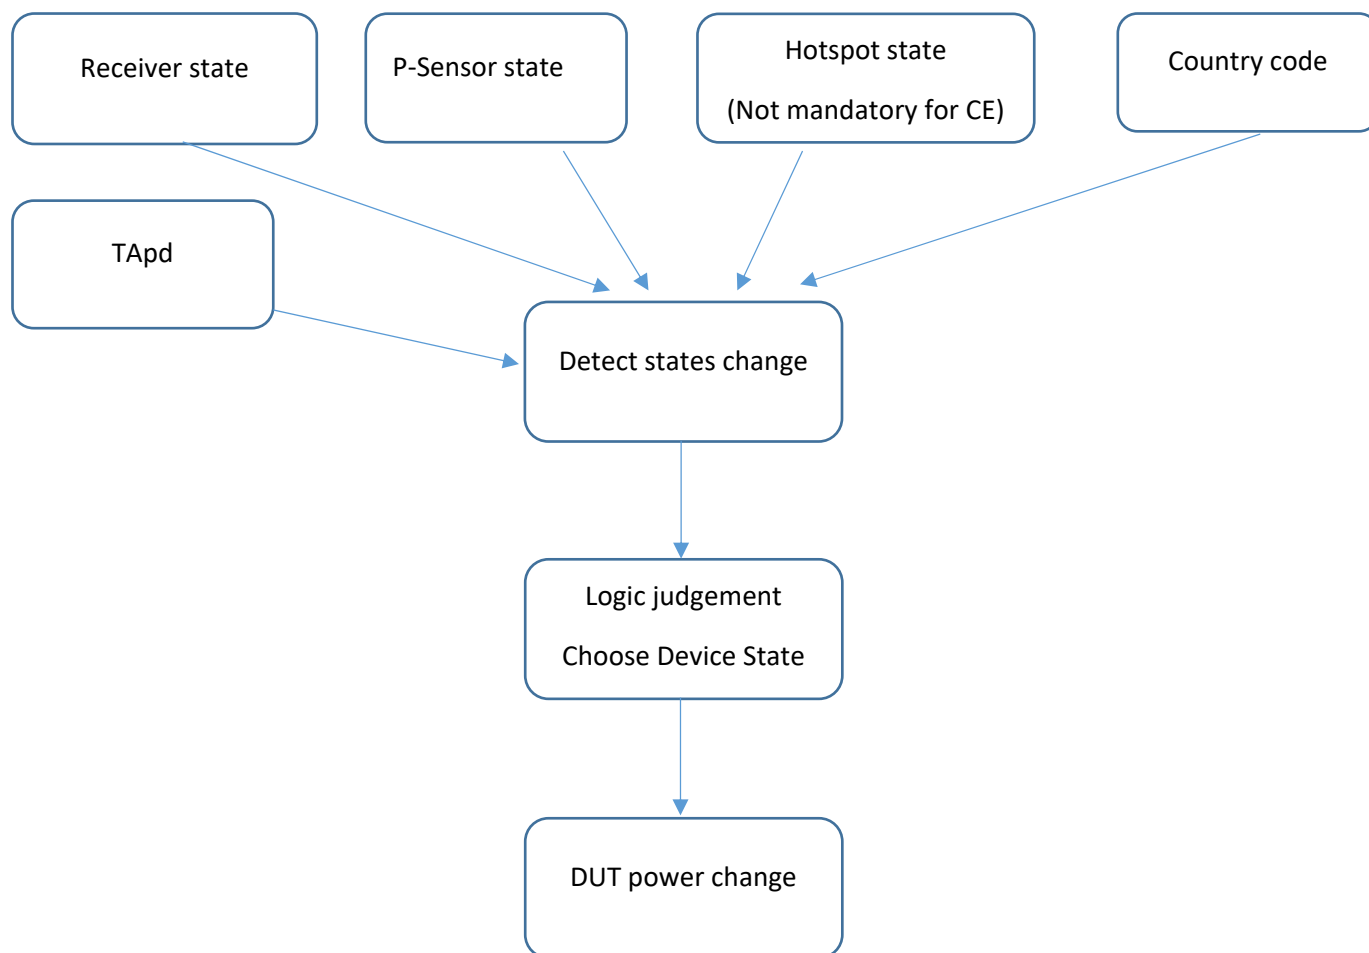 Receiver state
P-Sensor state
Hotspot state
(Not mandatory for CE)
Country code
TApd
Detect states change
Logic judgement
Choose Device State
DUT power change